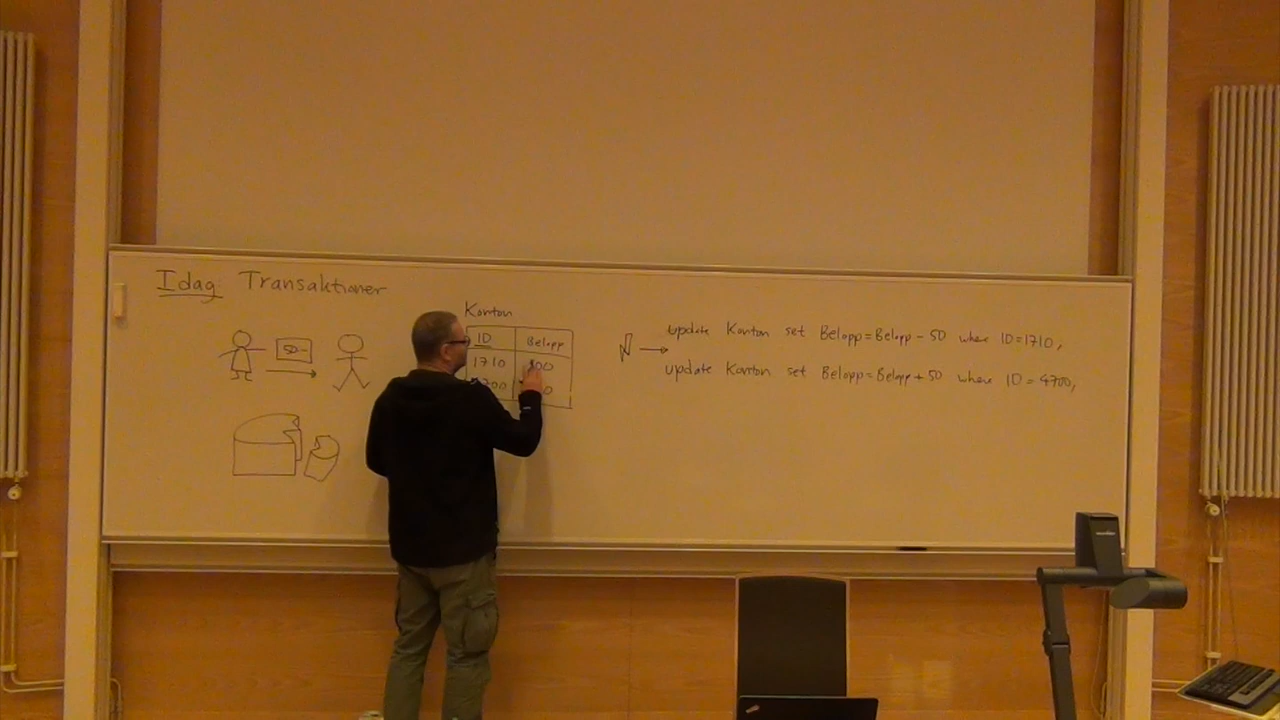 Idag Transaktioner
50-
Konton
ID Belopp
1710
update Konton set Belopp=Belopp - 50 where ID=1710;
update Konton set Belopp=Belopp + 50 where ID = 4700;